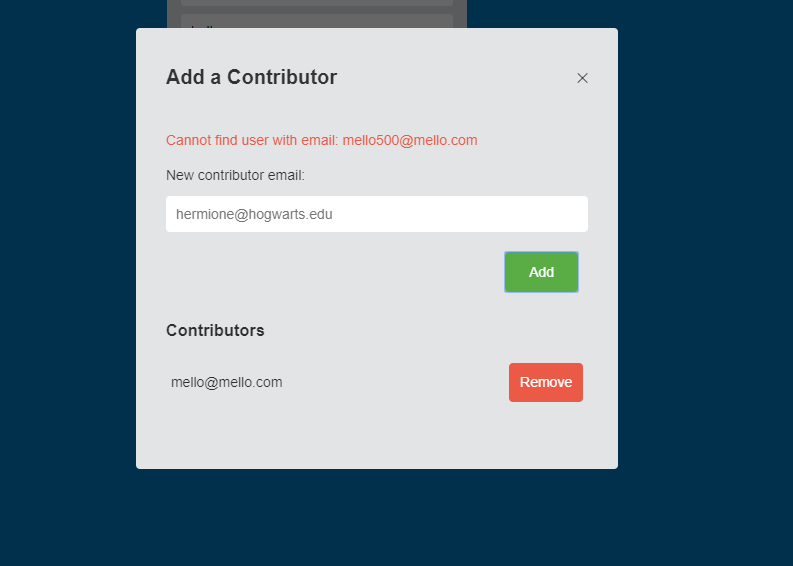 Add a Contributor
Cannot find user with email: mello500@mello.com
New contributor email:
hermione@hogwarts.edu
Add
Contributors
mello@mello.com
Remove